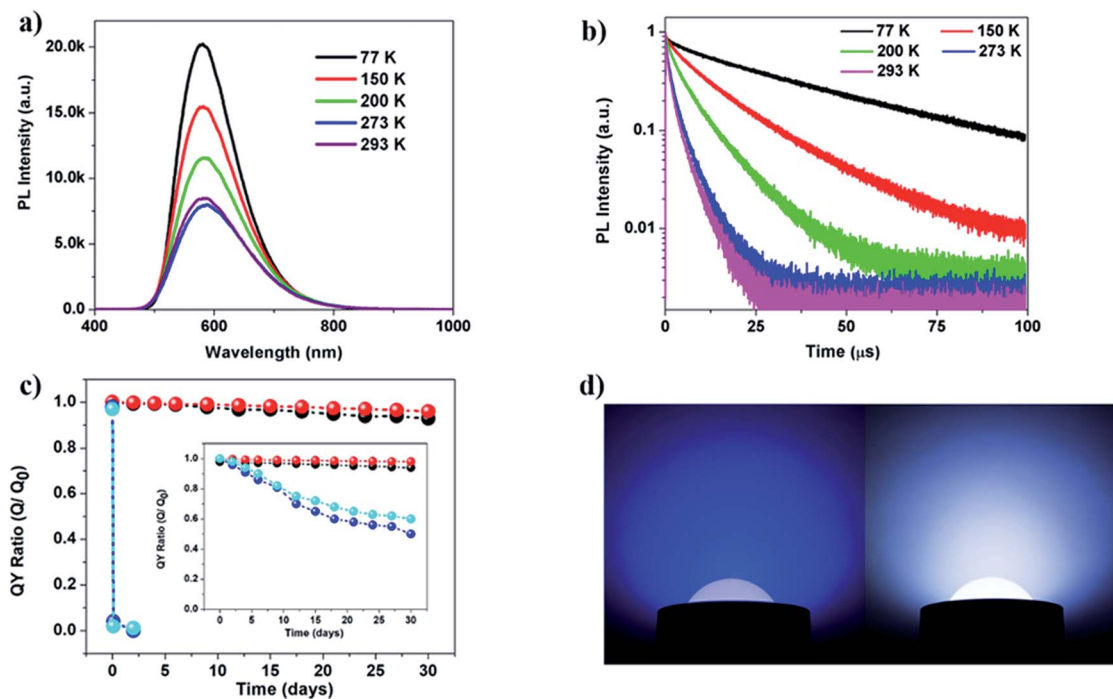 a)
PL Intensity (a.u.)
20.0k
15.0k
10.0k
5.0k
0.0
77 K
150 K
200 K
273 K
293 K
400 600 800 1000
Wavelength (nm)
b)
PL Intensity (a.u.)
1
0.1
0.01
77 K 150 K
200 K 273 K
293 K
0 25 50 75 100
Time (μs)
c)
QY Ratio (Q/ Q0)
1.0
0.8
0.6
0.4
0.2
0.0
0 5 10 15 20 25 30
Time (days)
QY Ratio (Q/ Q0)
1.0
0.8
0.6
0.4
0.2
0.0
0 5 10 15 20 25 30
Time (days)
d)